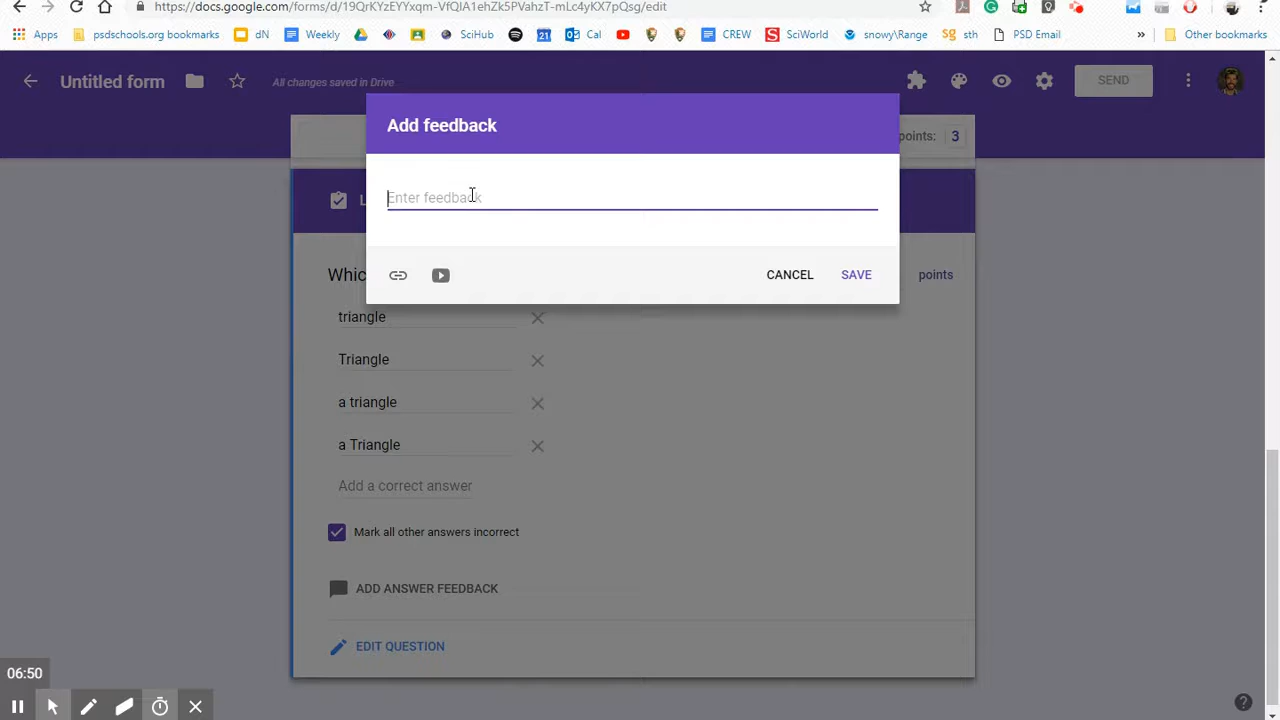 https://docs.google.com/forms/d/19QrKYzEYYxqm-VfQIA1ehZk5PVahzT-mLc4yKX7pQsg/edit
Apps psdschools.org bookmarks dN Weekly 21 SciHub Cal CREW SciWorld snowy\Range sg sth PSD Email » Other bookmarks
Untitled form All changes saved in Drive SEND
Add feedback points: 3
Enter feedback L
Whic CANCEL SAVE points
triangle
Triangle
a triangle
a Triangle
Add a correct answer
Mark all other answers incorrect
ADD ANSWER FEEDBACK
EDIT QUESTION
06:50